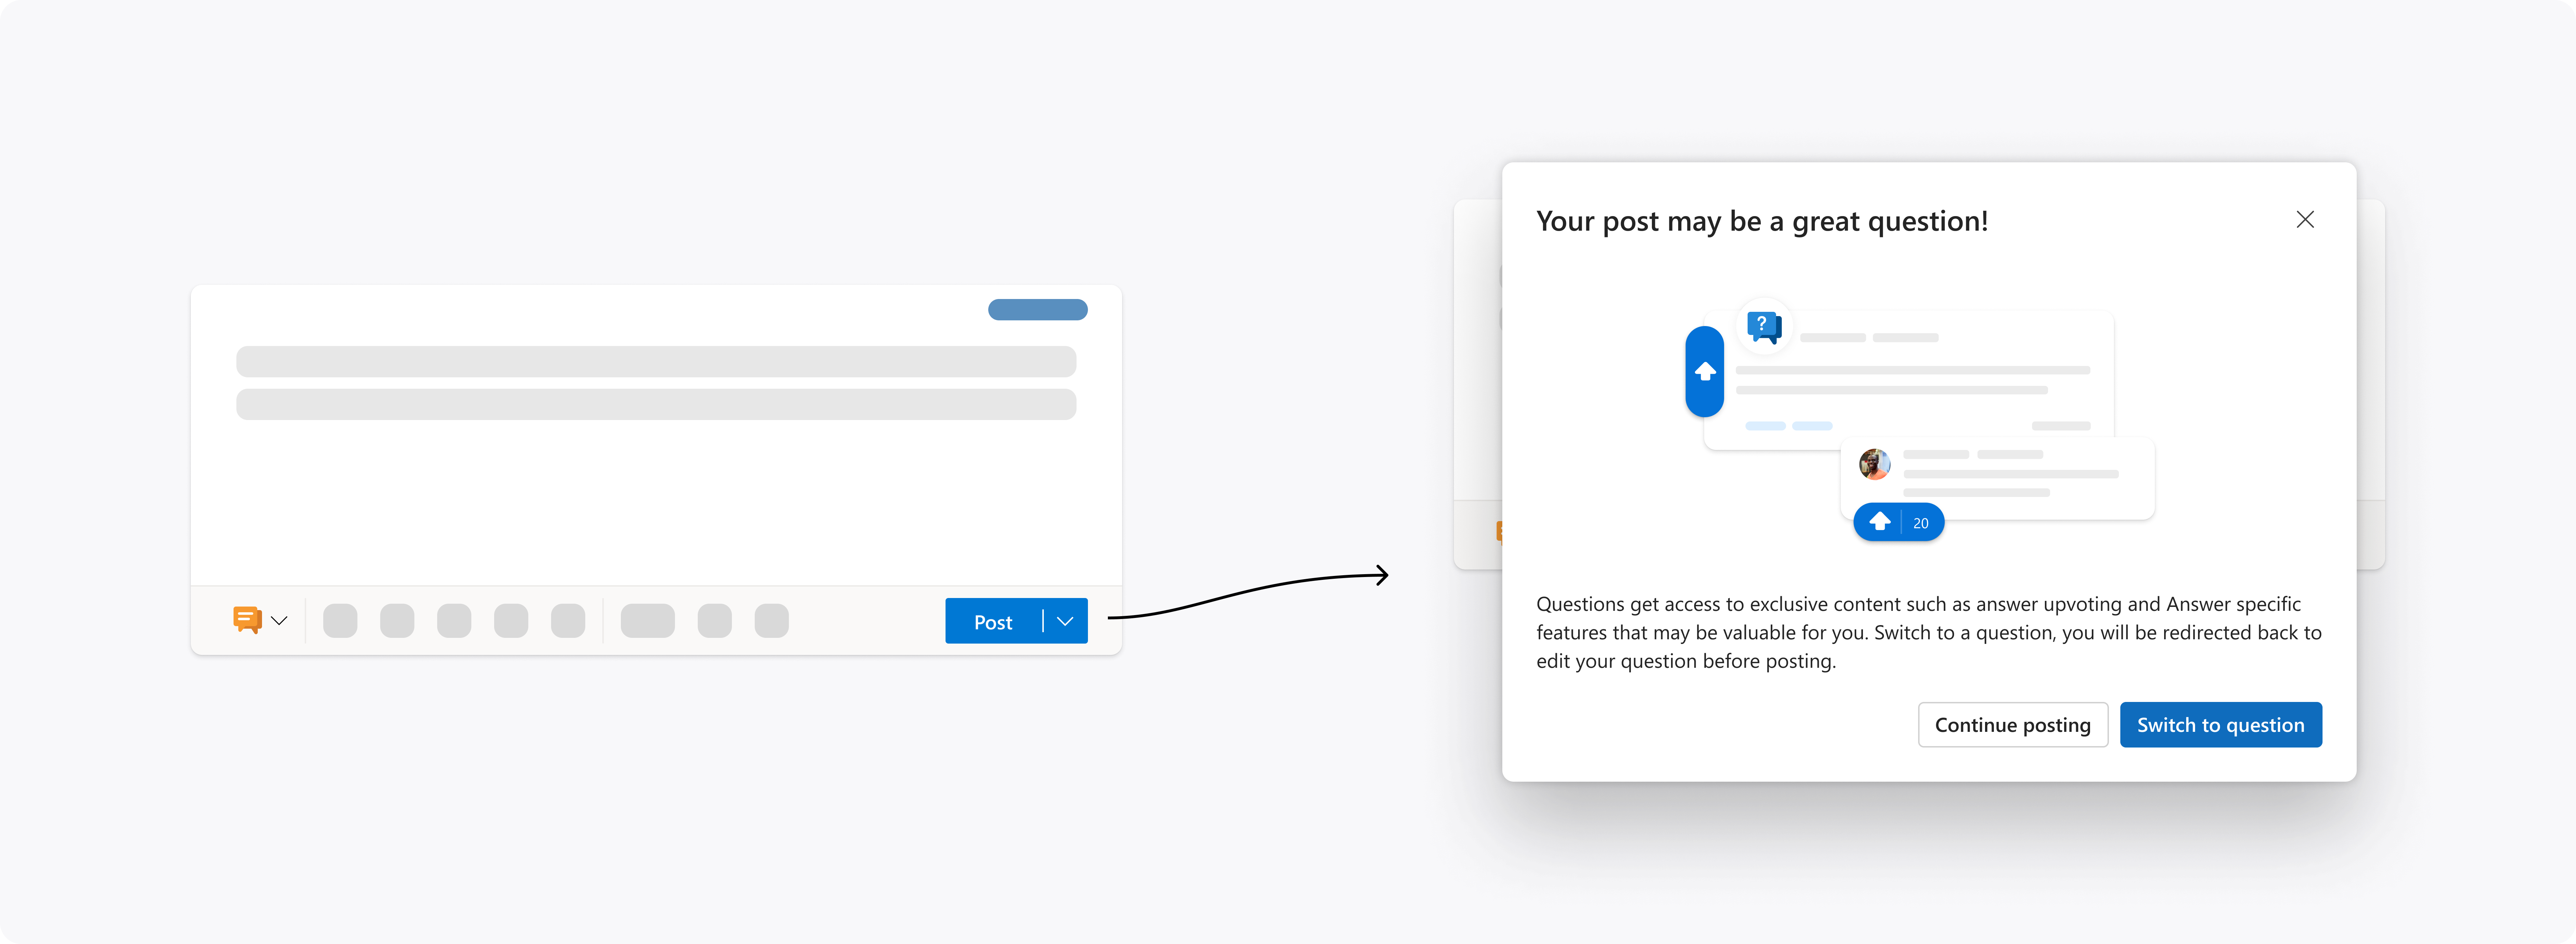 Post
Your post may be a great question!
?
20
Questions get access to exclusive content such as answer upvoting and Answer specific
features that may be valuable for you. Switch to a question, you will be redirected back to
edit your question before posting.
Continue posting
Switch to question